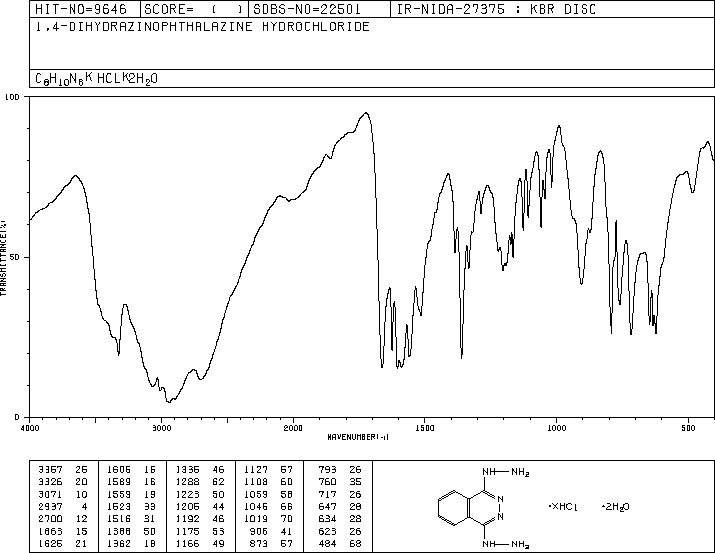 HIT-NO=9646 SCORE= ( ) SDBS-NO=22501 IR-NIDA-27375 : KBR DISC
1,4-DIHYDRAZINOPHTHALAZINE HYDROCHLORIDE
C8H10N6 X HCL X 2H2O
100
50
0
TRANSMITTANCE(%)
4000 3000 2000 1500 1000 500
WAVENUMBER(-1)
3367 26 1606 16 1336 46 1127 57 793 26
3326 20 1589 16 1288 62 1108 60 760 35
3071 10 1559 19 1223 50 1059 58 717 26
2937 4 1523 33 1205 44 1046 66 647 28
2700 12 1516 31 1192 46 1019 70 634 28
1663 15 1388 50 1175 53 906 41 623 26
1625 21 1362 18 1166 49 873 57 484 68
NH—NH2
N
N
•XHCl •2H2O
NH—NH2